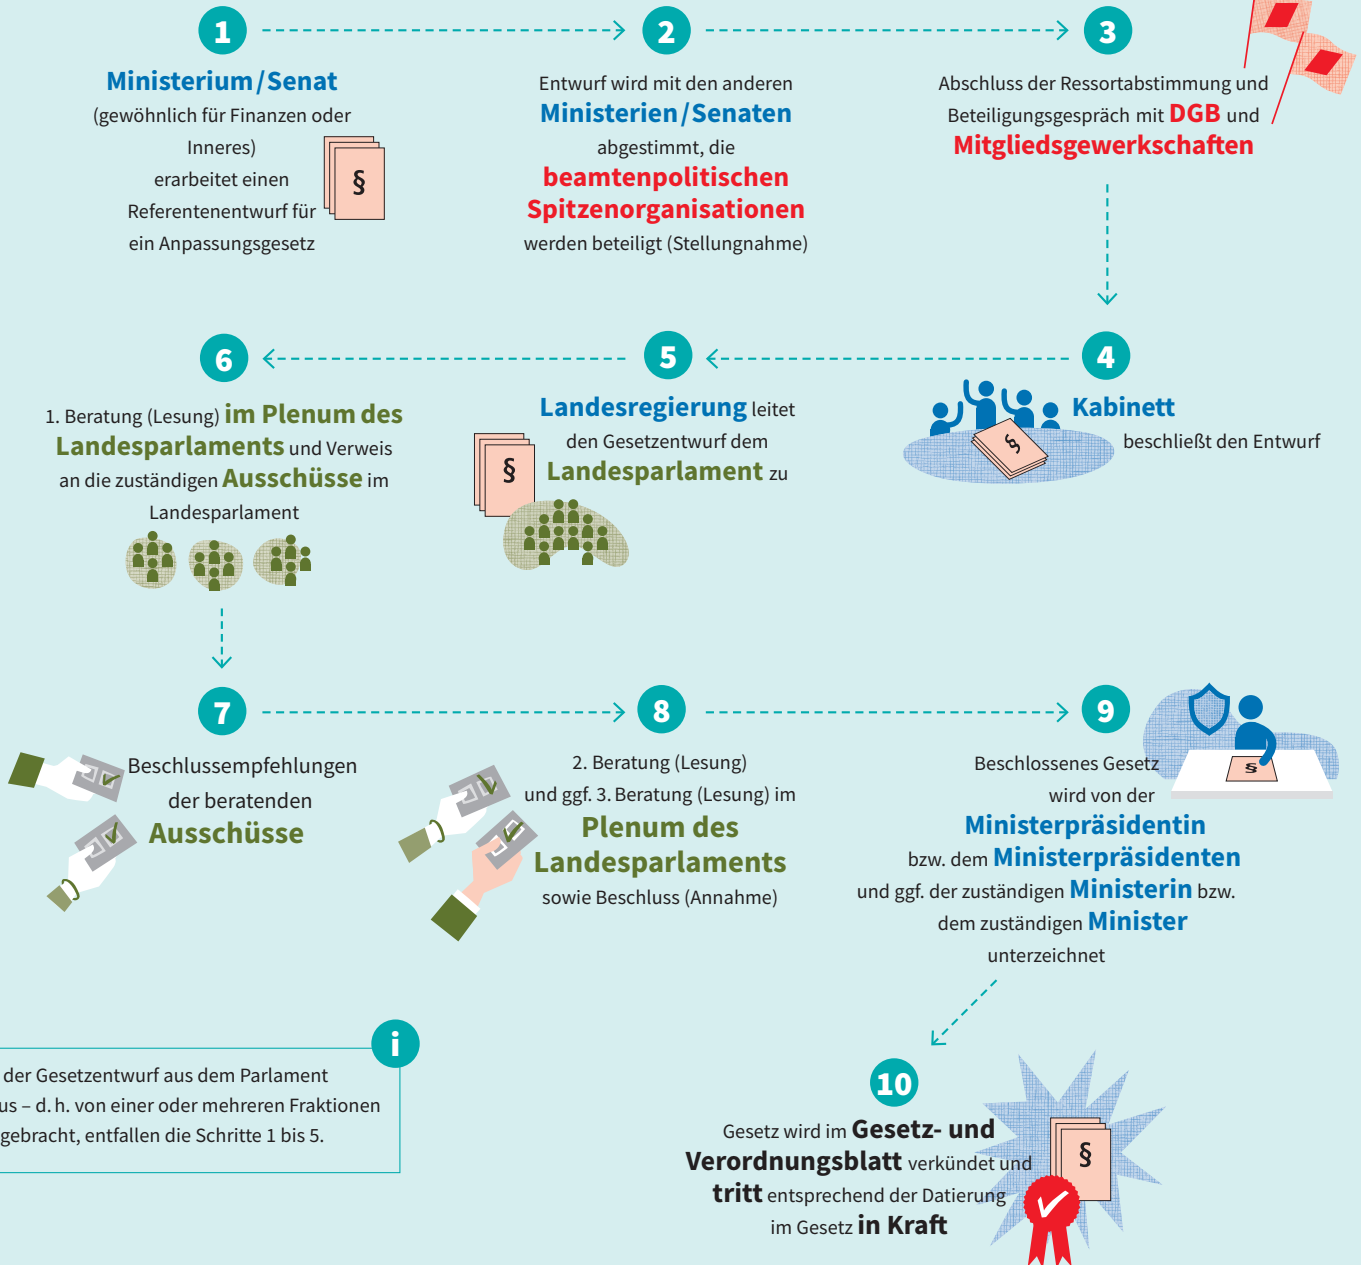 1
Ministerium/Senat
(gewöhnlich für Finanzen oder
Inneres)
erarbeitet einen
Referentenentwurf für
ein Anpassungsgesetz
§
2
Entwurf wird mit den anderen
Ministerien/Senaten
abgestimmt, die
beamtenpolitischen
Spitzenorganisationen
werden beteiligt (Stellungnahme)
3
Abschluss der Ressortabstimmung und
Beteiligungsgespräch mit DGB und
Mitgliedsgewerkschaften
4
Kabinett
beschließt den Entwurf
§
5
Landesregierung leitet
den Gesetzentwurf dem
Landesparlament zu
§
6
1. Beratung (Lesung) im Plenum des
Landesparlaments und Verweis
an die zuständigen Ausschüsse im
Landesparlament
7
Beschlussempfehlungen
der beratenden
Ausschüsse
8
2. Beratung (Lesung)
und ggf. 3. Beratung (Lesung) im
Plenum des
Landesparlaments
sowie Beschluss (Annahme)
9
Beschlossenes Gesetz
wird von der
Ministerpräsidentin
bzw. dem Ministerpräsidenten
und ggf. der zuständigen Ministerin bzw.
dem zuständigen Minister
unterzeichnet
§
10
Gesetz wird im Gesetz- und
Verordnungsblatt verkündet und
tritt entsprechend der Datierung
im Gesetz in Kraft
§
i
der Gesetzentwurf aus dem Parlament
us – d. h. von einer oder mehreren Fraktionen
gebracht, entfallen die Schritte 1 bis 5.